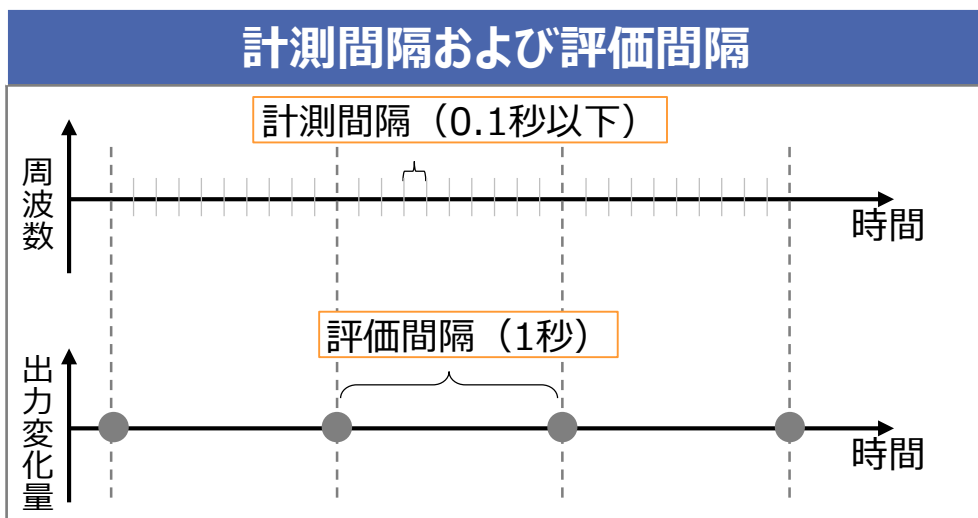 計測間隔および評価間隔
計測間隔（0.1秒以下）
周波数
時間
評価間隔（1秒）
出力変化量
時間